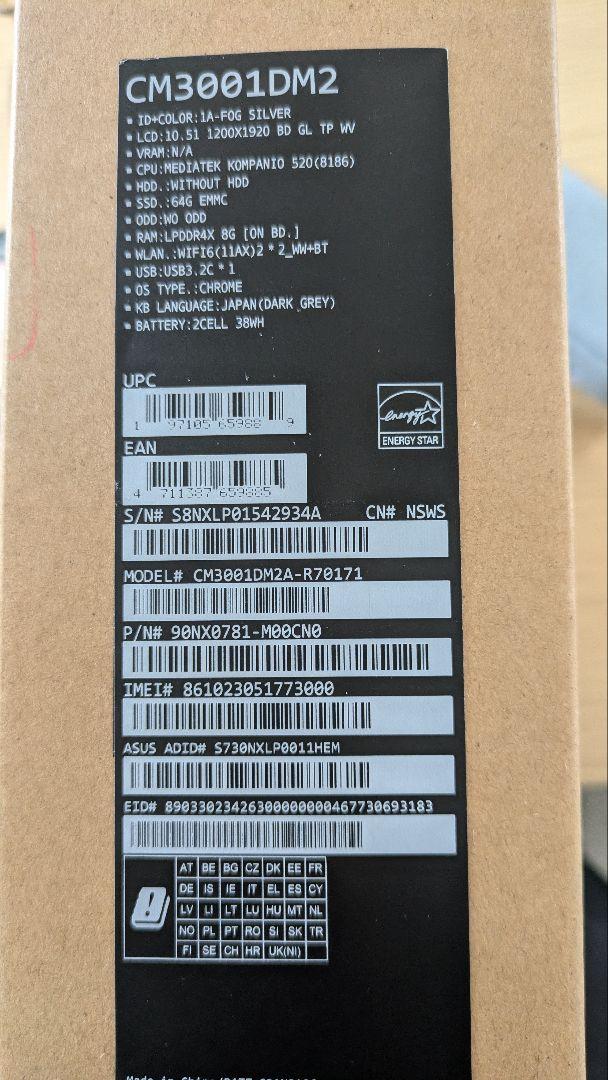 CM3001DM2
▪ ID+COLOR:1A-FOG SILVER
▪ LCD:10.51 1200X1920 BD GL TP WV
▪ VRAM:N/A
▪ CPU:MEDIATEK KOMPANIO 520(8186)
▪ HDD.:WITHOUT HDD
▪ SSD.:64G EMMC
▪ ODD:WO ODD
▪ RAM:LPDDR4X 8G [ON BD.]
▪ WLAN.:WIFI6(11AX)2*2_WW+BT
▪ USB:USB3.2C*1
▪ OS TYPE.:CHROME
▪ KB LANGUAGE:JAPAN(DARK GREY)
▪ BATTERY:2CELL 38WH
UPC
1 97105 65988 9
energy
ENERGY STAR
EAN
4 711387 659885
S/N# S8NXLP01542934A CN# NSWS
MODEL# CM3001DM2A-R70171
P/N# 90NX0781-M00CN0
IMEI# 861023051773000
ASUS ADID# S730NXLP0011HEM
EID# 89033023426300000000467730693183
AT BE BG CZ DK EE FR
DE IS IE IT EL ES CY
LV LI LT LU HU MT NL
NO PL PT RO SI SK TR
FI SE CH HR UK(NI)
Made in China